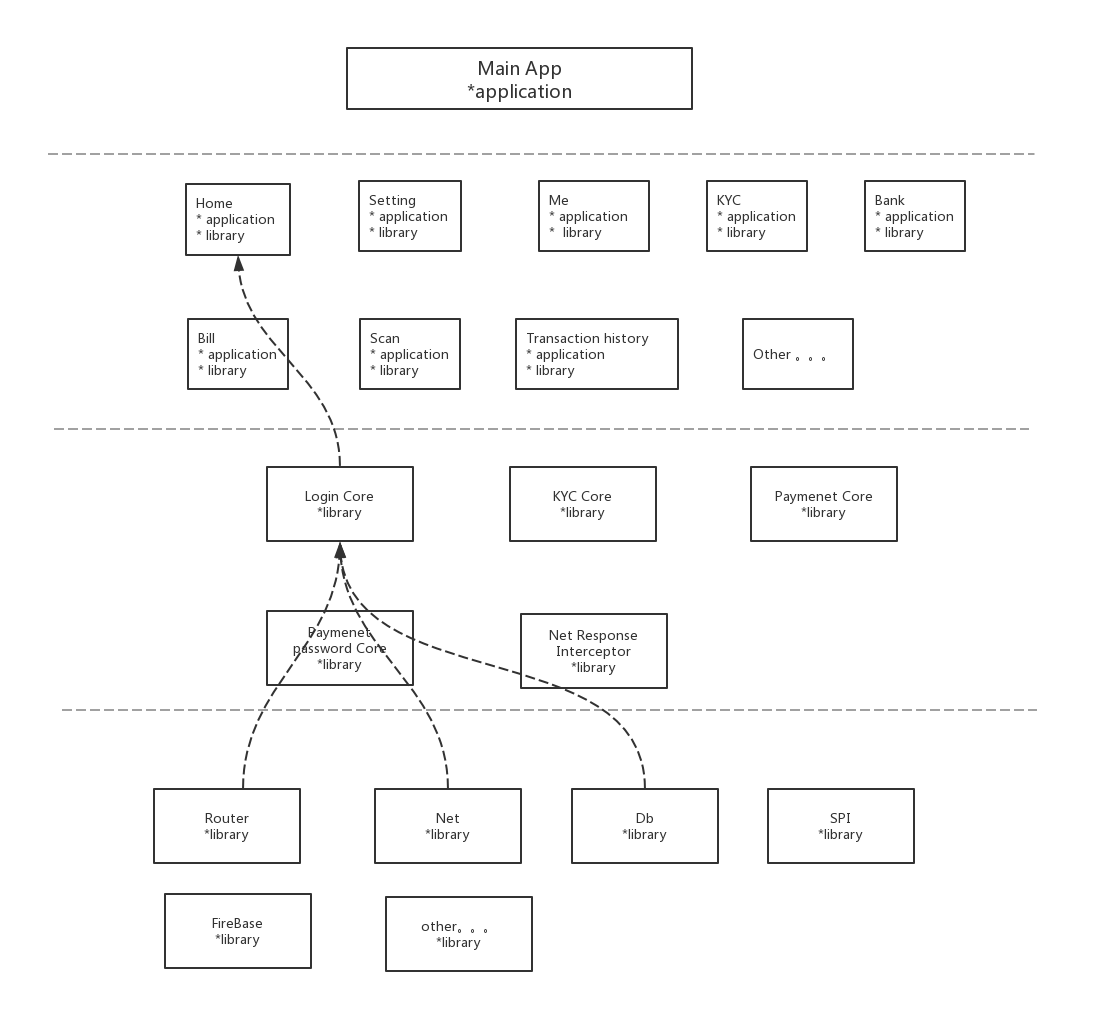 Main App
*application
Home
* application
* library
Setting
* application
* library
Me
* application
*  library
KYC
* application
* library
Bank
* application
* library
Bill
* application
* library
Scan
* application
* library
Transaction history
* application
* library
Other 。。。
Login Core
*library
KYC Core
*library
Paymenet Core
*library
Paymenet
password Core
*library
Net Response
Interceptor
*library
Router
*library
Net
*library
Db
*library
SPI
*library
FireBase
*library
other。。。
*library